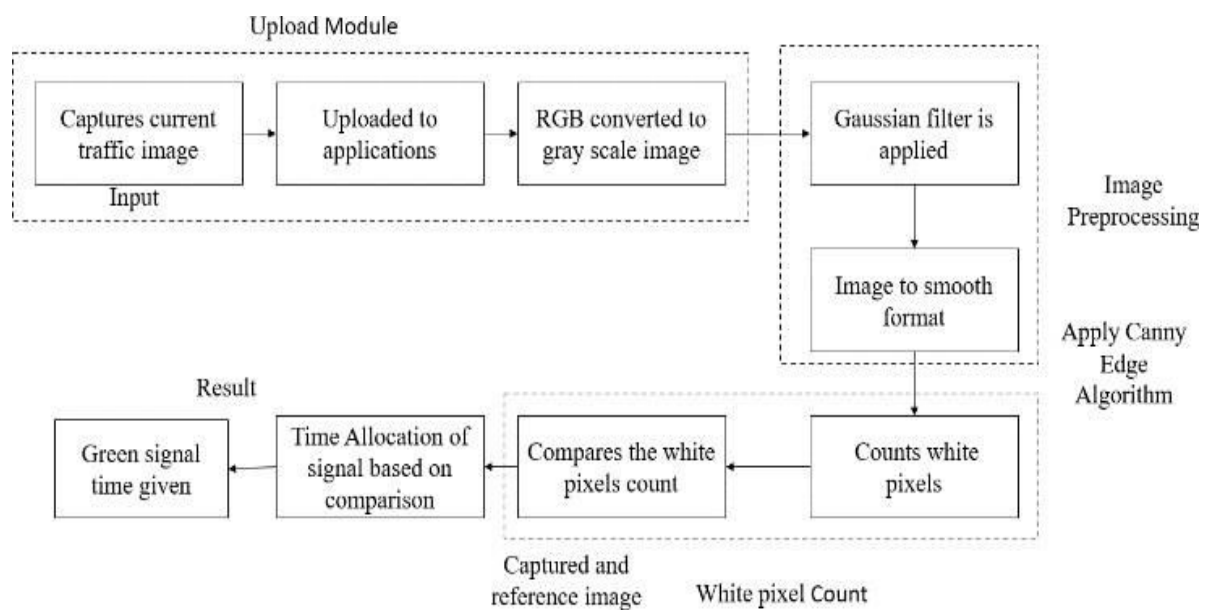 Upload Module
Captures current
traffic image
Input
Uploaded to
applications
RGB converted to
gray scale image
Gaussian filter is
applied
Image
Preprocessing
Image to smooth
format
Apply Canny
Edge
Algorithm
Result
Green signal
time given
Time Allocation of
signal based on
comparison
Compares the white
pixels count
Counts white
pixels
Captured and
reference image
White pixel Count